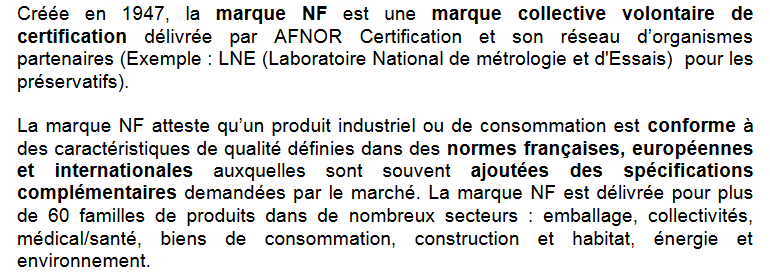 Créée en 1947, la marque NF est une marque collective volontaire de
certification délivrée par AFNOR Certification et son réseau d'organismes
partenaires (Exemple : LNE (Laboratoire National de métrologie et d'Essais)  pour les
préservatifs).
La marque NF atteste qu'un produit industriel ou de consommation est conforme à
des caractéristiques de qualité définies dans des normes françaises, européennes
et internationales auxquelles sont souvent ajoutées des spécifications
complémentaires demandées par le marché. La marque NF est délivrée pour plus
de 60 familles de produits dans de nombreux secteurs : emballage, collectivités,
médical/santé, biens de consommation, construction et habitat, énergie et
environnement.